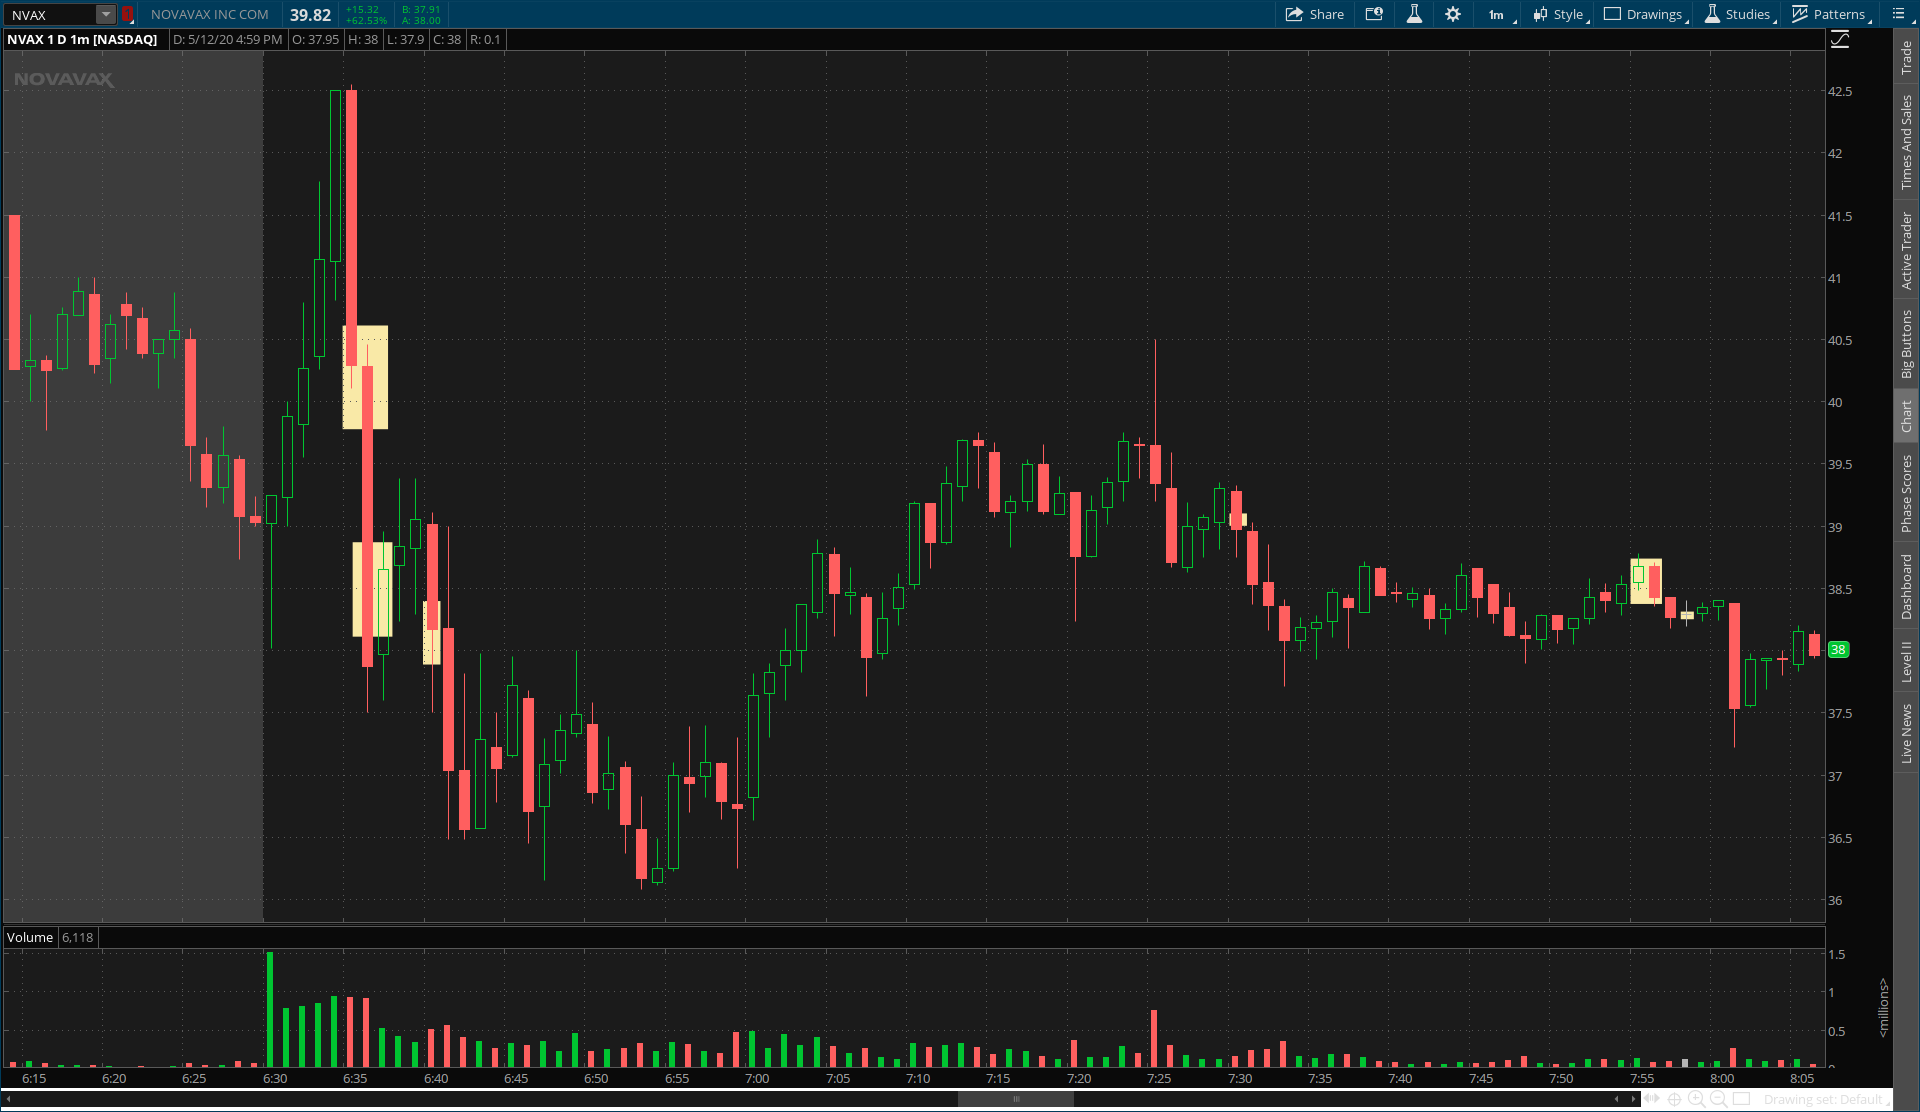 NVAX
1
NOVAVAX INC COM
39.82
+15.32
+62.53%
B: 37.91
A: 38.00
Share
1m
Style
Drawings
Studies
Patterns
NVAX 1 D 1m [NASDAQ]
D: 5/12/20 4:59 PM
O: 37.95
H: 38
L: 37.9
C: 38
R: 0.1
NOVAVAX
42.5
42
41.5
41
40.5
40
39.5
39
38.5
38
37.5
37
36.5
36
Volume
6,118
1.5
1
0.5
<millions>
6:15
6:20
6:25
6:30
6:35
6:40
6:45
6:50
6:55
7:00
7:05
7:10
7:15
7:20
7:25
7:30
7:35
7:40
7:45
7:50
7:55
8:00
8:05
Drawing set: Default
Trade
Times And Sales
Active Trader
Big Buttons
Chart
Phase Scores
Dashboard
Level II
Live News